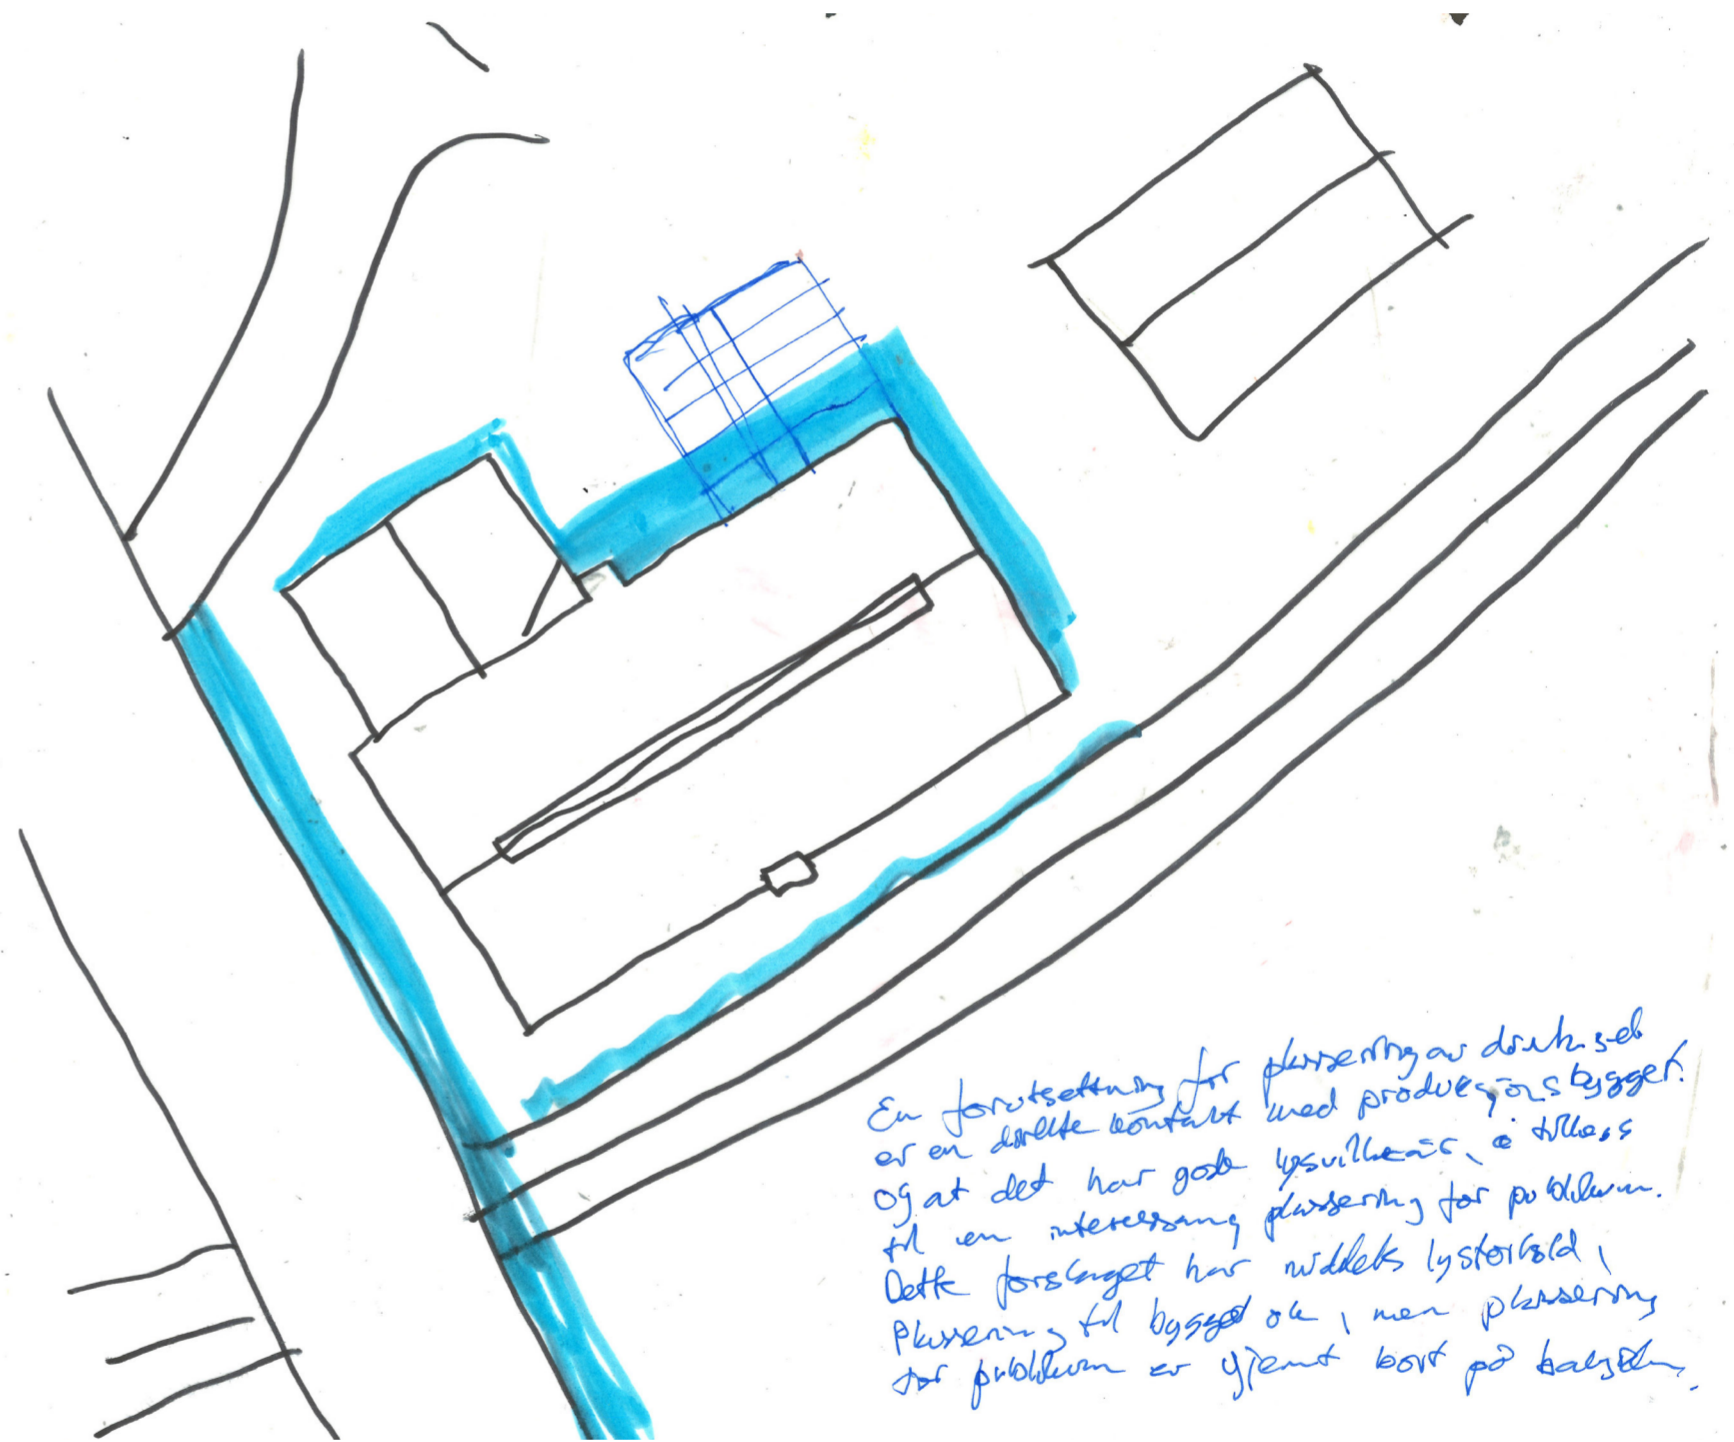 En forutsetning for plassering av drivhuset
er en direkte kontakt med produksjonsbygget.
og at det har gode lysvilkår, i tillegg
til en interessang plassering for publikum.
Dette forslaget har middels lysforhold,
Plassering til bygget ok, men plassering
for publikum er gjemt bort på baksiden.